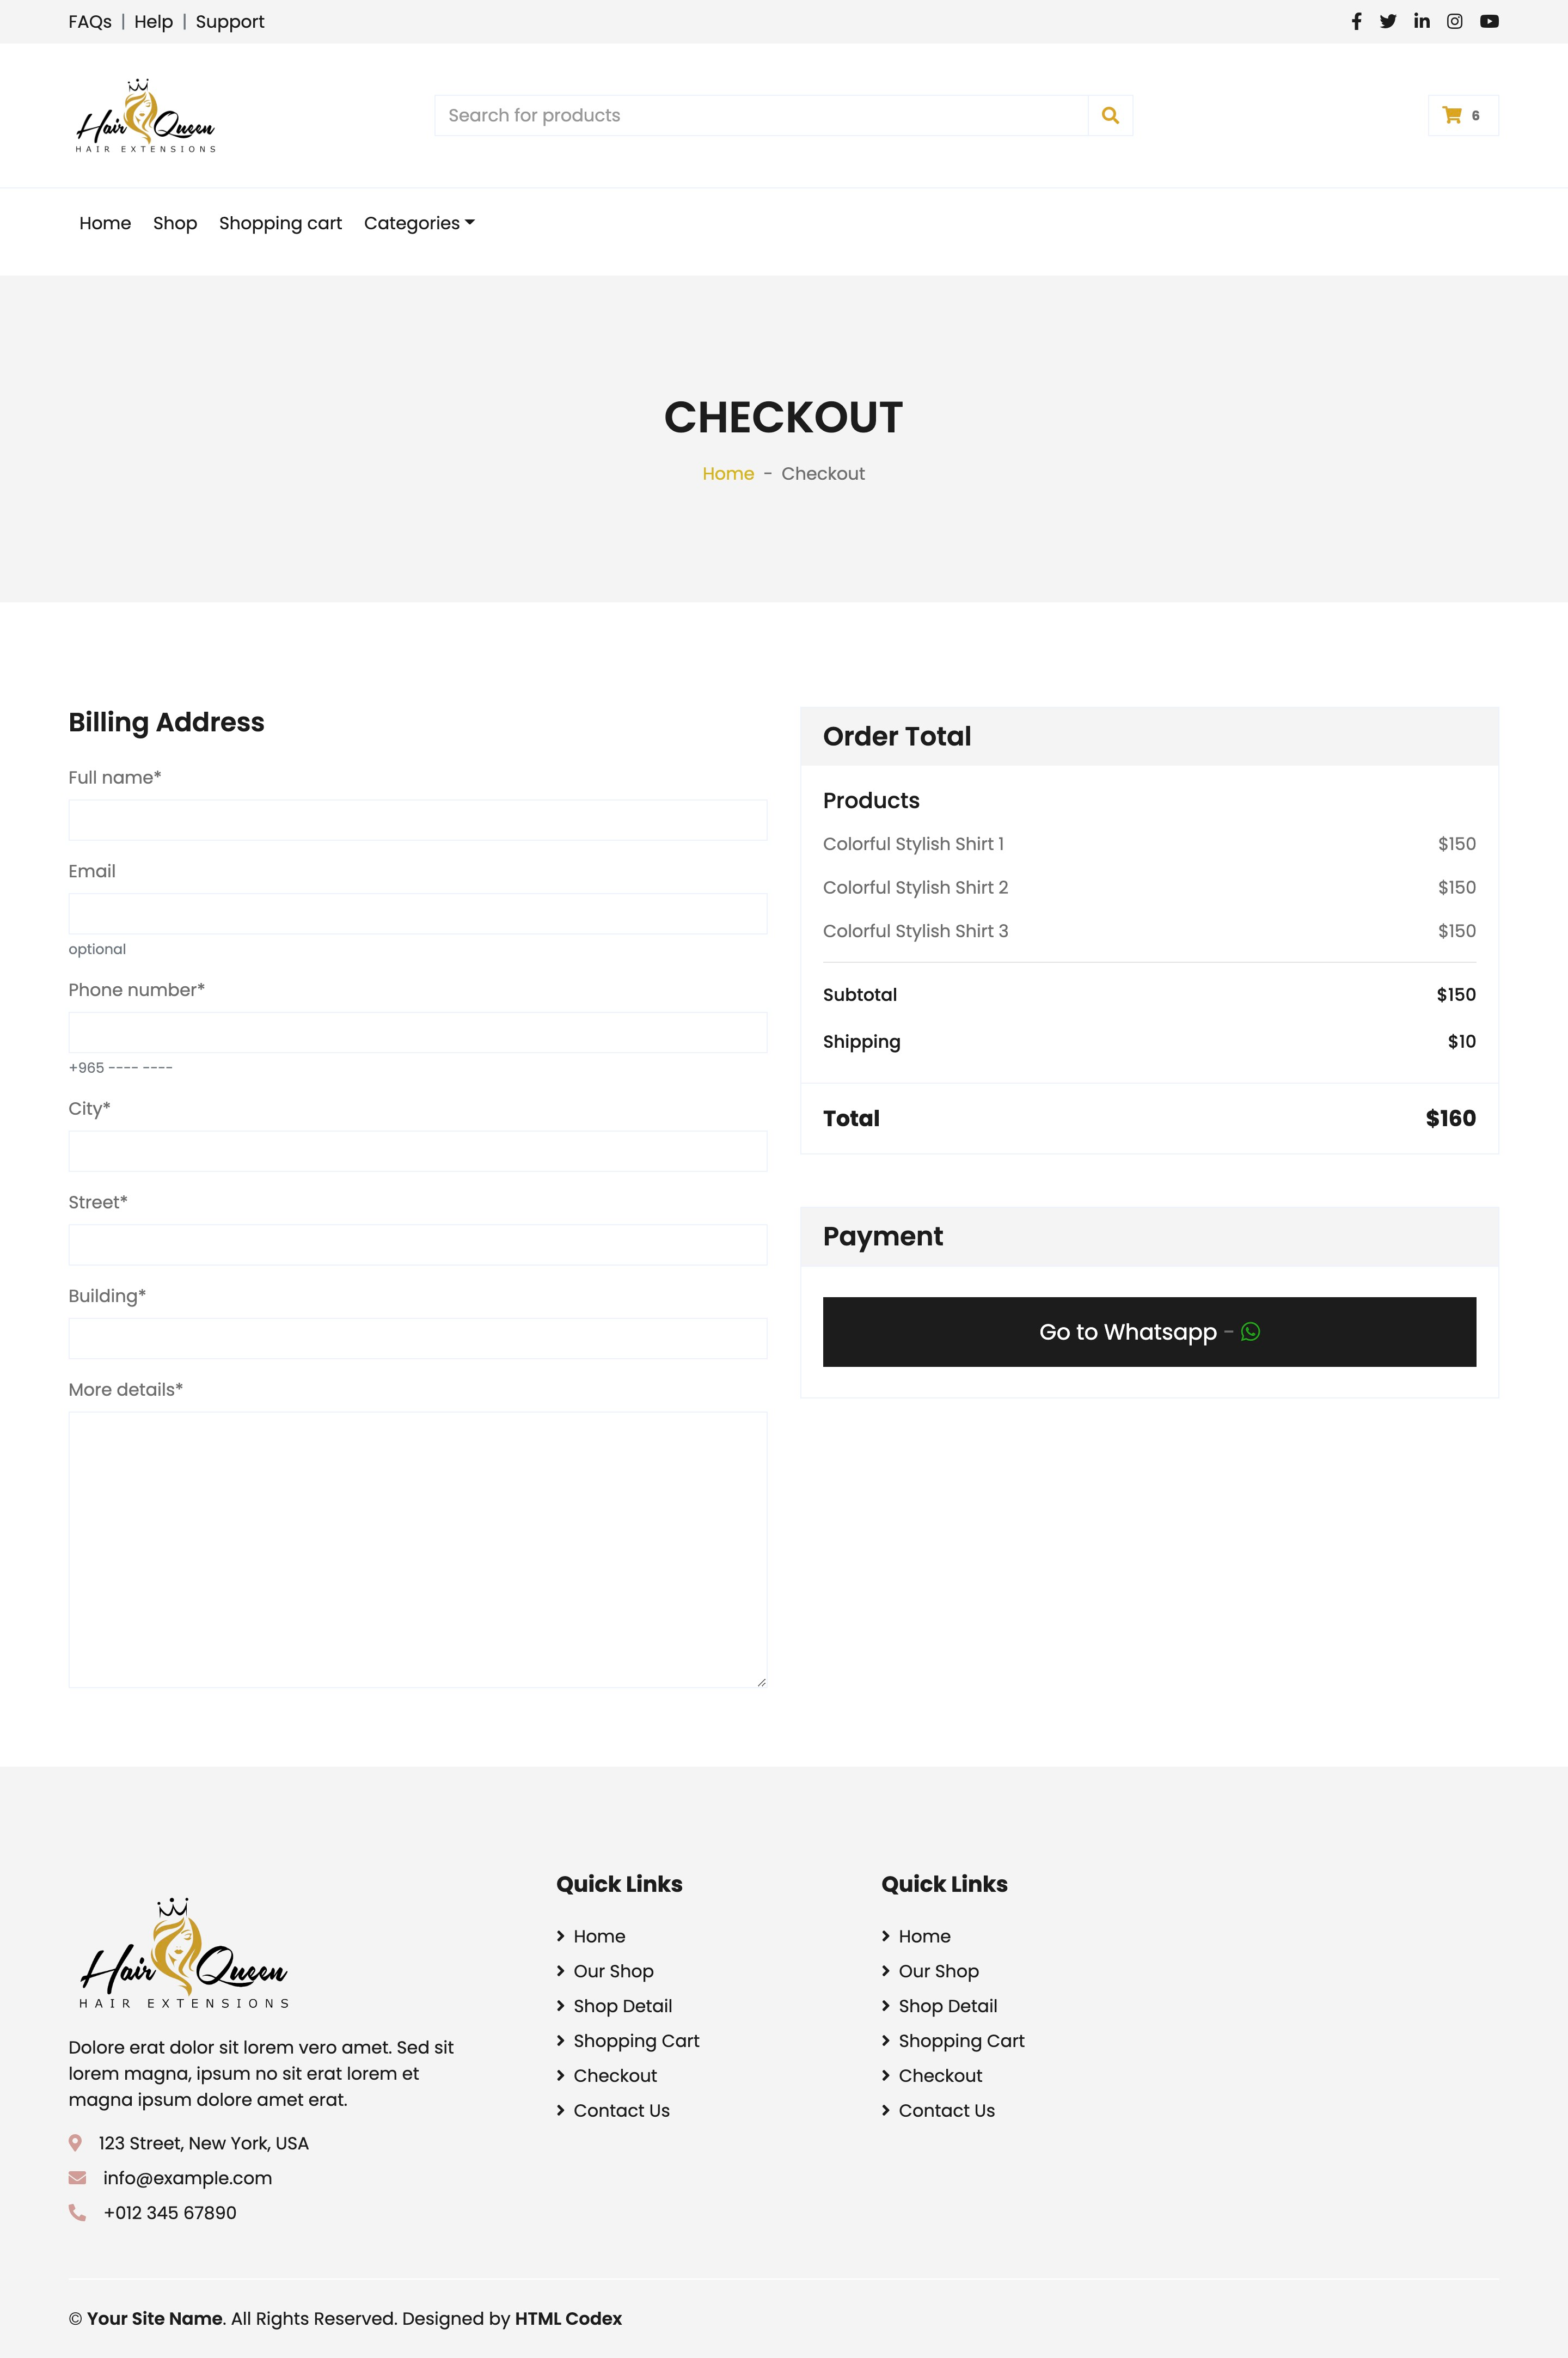 FAQs | Help | Support
Hair Queen
HAIR EXTENSIONS
Search for products
6
Home Shop Shopping cart Categories
CHECKOUT
Home - Checkout
Billing Address
Full name*
Email
optional
Phone number*
+965 ---- ----
City*
Street*
Building*
More details*
Order Total
Products
Colorful Stylish Shirt 1 $150
Colorful Stylish Shirt 2 $150
Colorful Stylish Shirt 3 $150
Subtotal $150
Shipping $10
Total $160
Payment
Go to Whatsapp -
Hair Queen
HAIR EXTENSIONS
Dolore erat dolor sit lorem vero amet. Sed sit
lorem magna, ipsum no sit erat lorem et
magna ipsum dolore amet erat.
123 Street, New York, USA
info@example.com
+012 345 67890
Quick Links
Home
Our Shop
Shop Detail
Shopping Cart
Checkout
Contact Us
Quick Links
Home
Our Shop
Shop Detail
Shopping Cart
Checkout
Contact Us
© Your Site Name. All Rights Reserved. Designed by HTML Codex